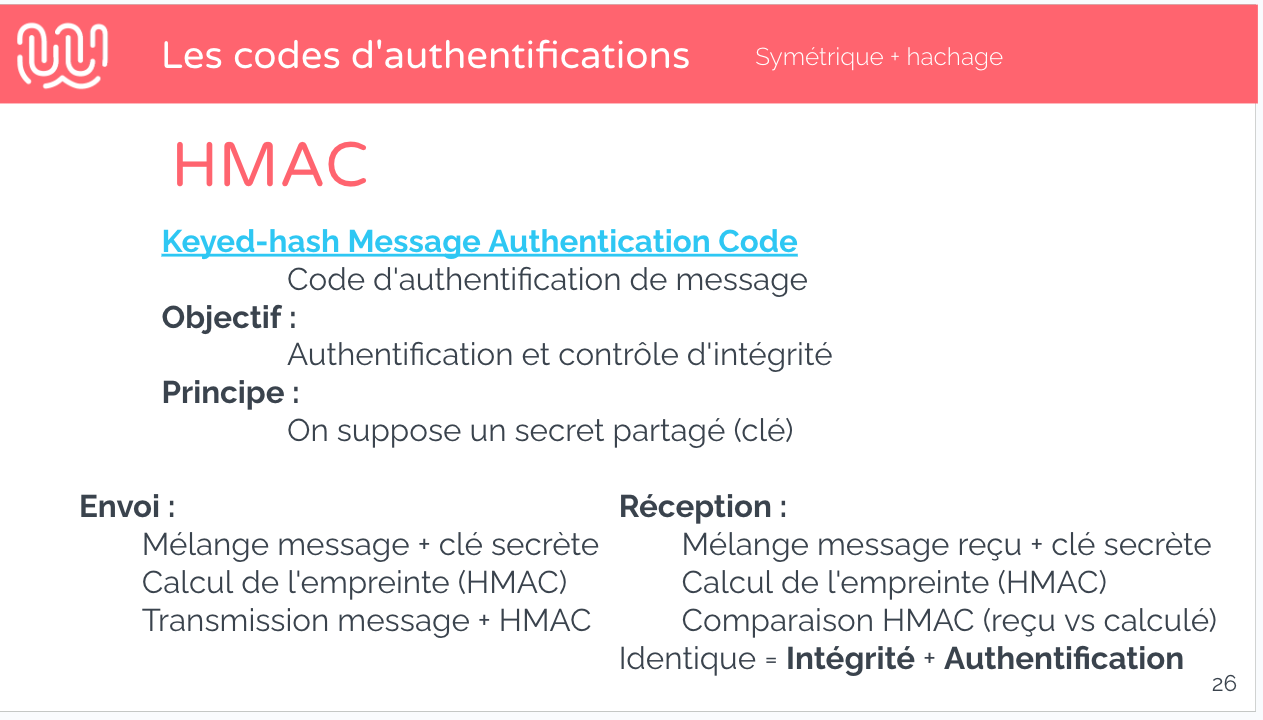 Les codes d'authentifications
Symétrique + hachage
HMAC
Keyed-hash Message Authentication Code
Code d'authentification de message
Objectif :
Authentification et contrôle d'intégrité
Principe :
On suppose un secret partagé (clé)
Envoi :
Mélange message + clé secrète
Calcul de l'empreinte (HMAC)
Transmission message + HMAC
Réception :
Mélange message reçu + clé secrète
Calcul de l'empreinte (HMAC)
Comparaison HMAC (reçu vs calculé)
Identique = Intégrité + Authentification
26